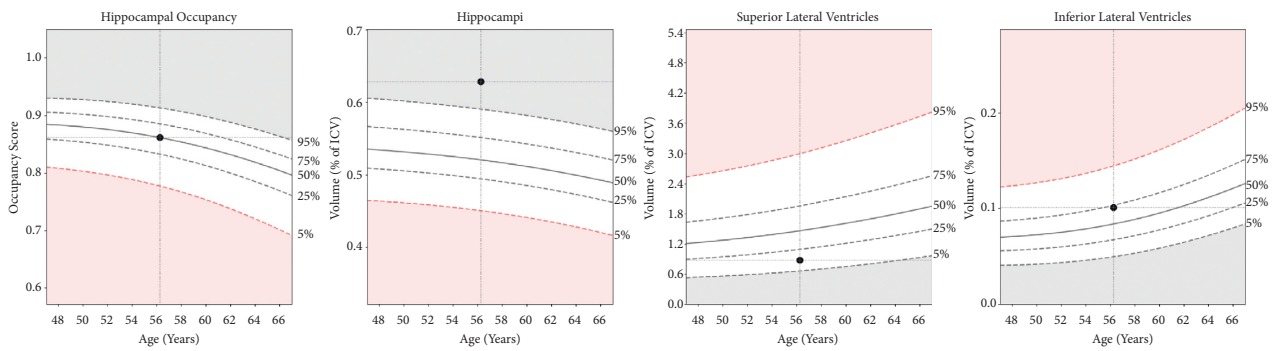 Hippocampal Occupancy
Occupancy Score
1.0
0.9
0.8
0.7
0.6
95%
75%
50%
25%
5%
48 50 52 54 56 58 60 62 64 66
Age (Years)
Hippocampi
Volume (% of ICV)
0.7
0.6
0.5
0.4
95%
75%
50%
25%
5%
48 50 52 54 56 58 60 62 64 66
Age (Years)
Superior Lateral Ventricles
Volume (% of ICV)
5.4
4.8
4.2
3.6
3.0
2.4
1.8
1.2
0.6
0.0
95%
75%
50%
25%
5%
48 50 52 54 56 58 60 62 64 66
Age (Years)
Inferior Lateral Ventricles
Volume (% of ICV)
0.2
0.1
0.0
95%
75%
50%
25%
5%
48 50 52 54 56 58 60 62 64 66
Age (Years)